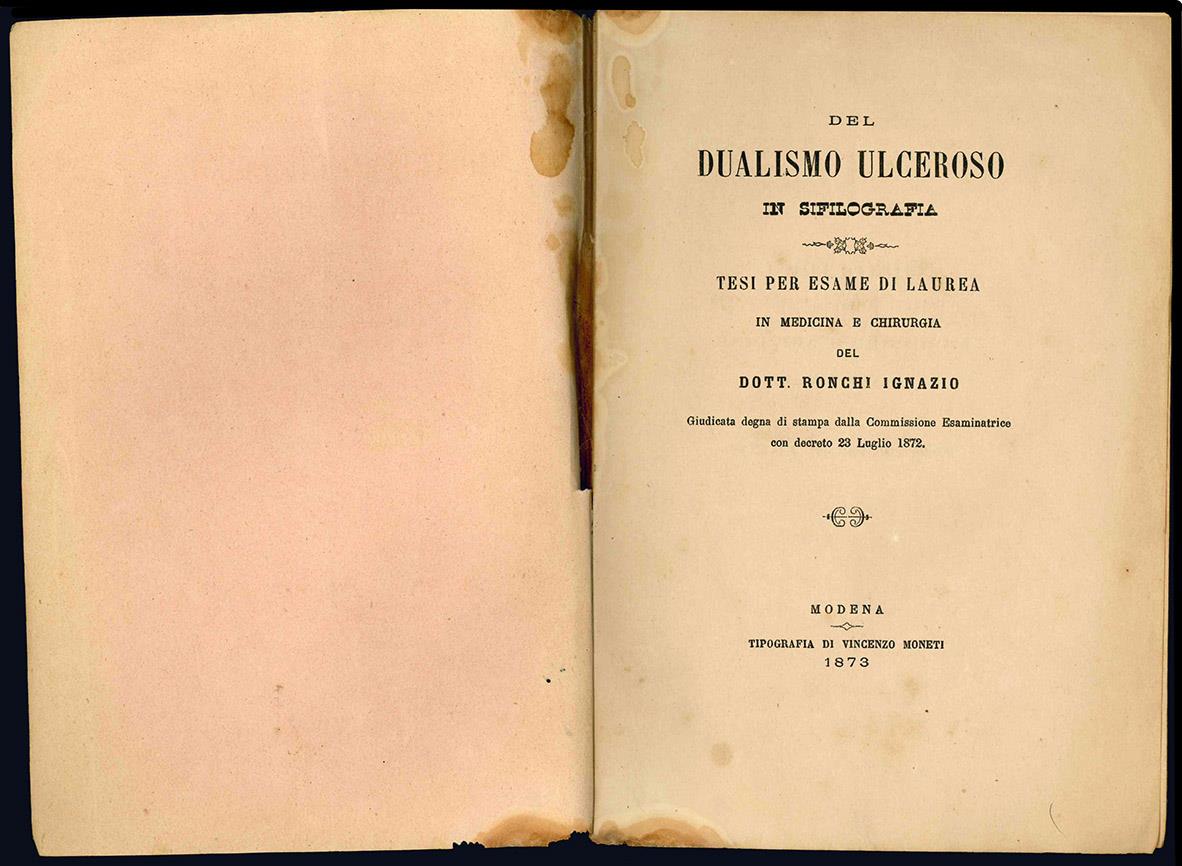 DEL
DUALISMO ULCEROSO
IN SIFILOGRAFIA
TESI PER ESAME DI LAUREA
IN MEDICINA E CHIRURGIA
DEL
DOTT. RONCHI IGNAZIO
Giudicata degna di stampa dalla Commissione Esaminatrice
con decreto 23 Luglio 1872.
MODENA
TIPOGRAFIA DI VINCENZO MONETI
1873